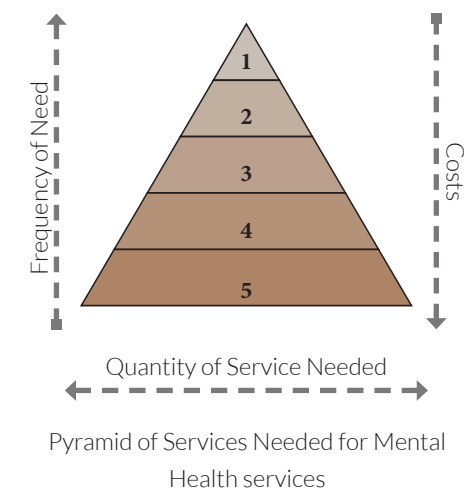 1
2
3
4
5
Frequency of Need
Costs
Quantity of Service Needed
Pyramid of Services Needed for Mental
Health services